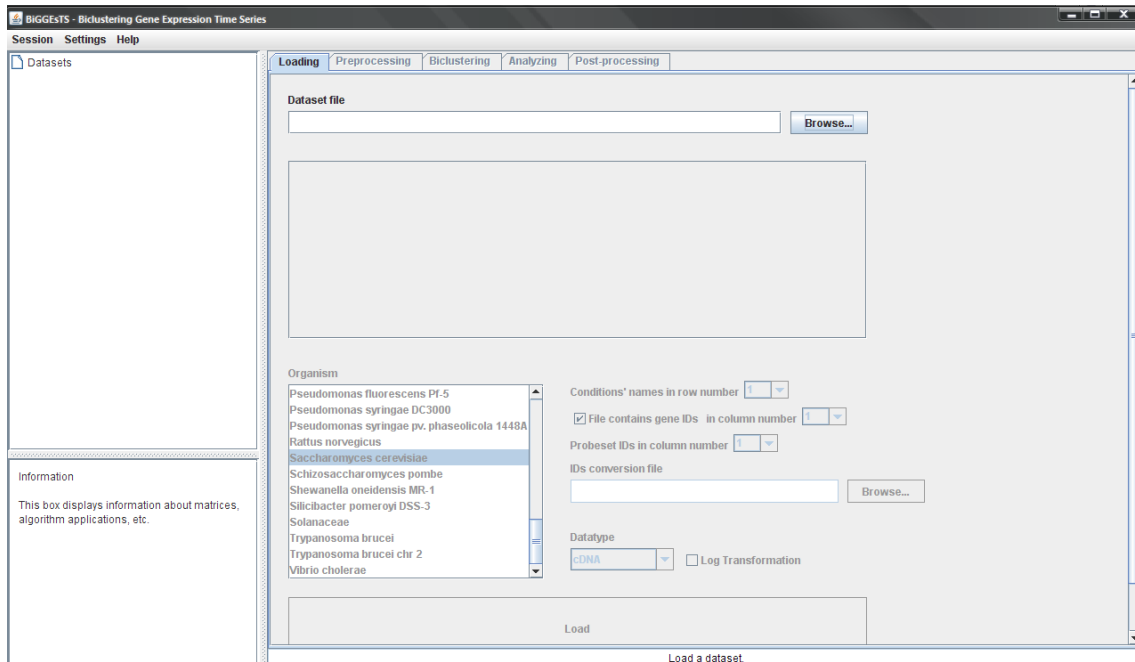 BiGGEsTS - Biclustering Gene Expression Time Series
Session Settings Help
Datasets
Loading Preprocessing Biclustering Analyzing Post-processing
Dataset file
Browse...
Organism
Pseudomonas fluorescens Pf-5
Pseudomonas syringae DC3000
Pseudomonas syringae pv. phaseolicola 1448A
Rattus norvegicus
Saccharomyces cerevisiae
Schizosaccharomyces pombe
Shewanella oneidensis MR-1
Silicibacter pomeroyi DSS-3
Solanaceae
Trypanosoma brucei
Trypanosoma brucei chr 2
Vibrio cholerae
Conditions' names in row number 1
File contains gene IDs in column number 1
Probeset IDs in column number 1
IDs conversion file
Browse...
Datatype
cDNA Log Transformation
Load
Information
This box displays information about matrices,
algorithm applications, etc.
Load a dataset.